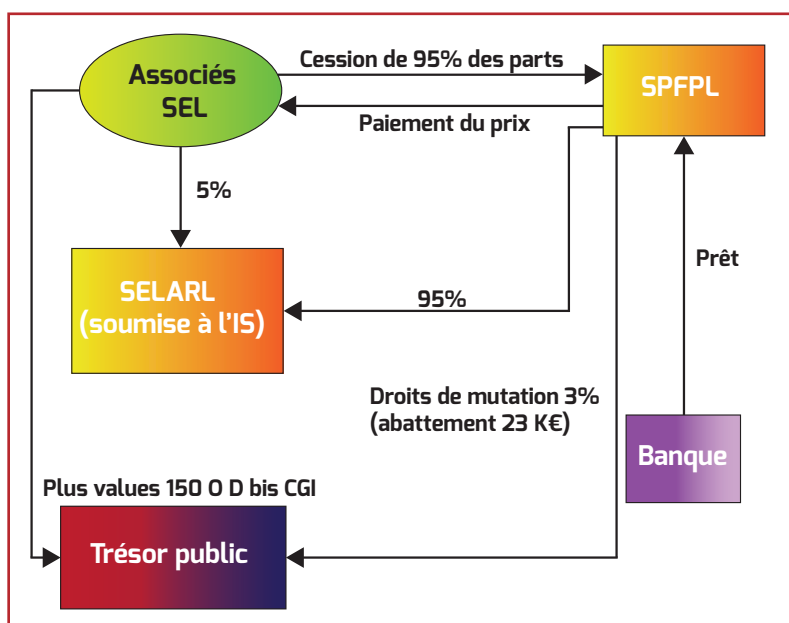 Associés
SEL
Cession de 95% des parts
SPFPL
Paiement du prix
5%
Prêt
SELARL
(soumise à l'IS)
95%
Droits de mutation 3%
(abattement 23 K€)
Banque
Plus values 150 O D bis CGI
Trésor public